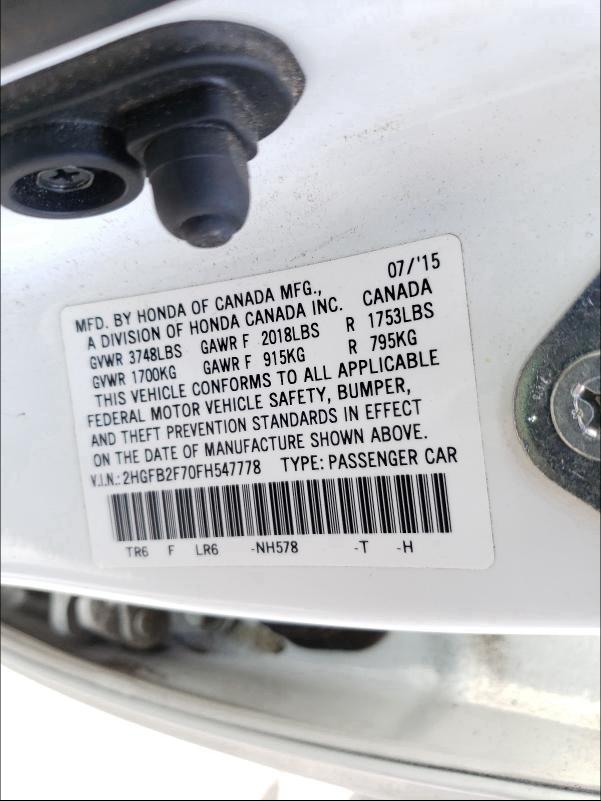 MFD. BY HONDA OF CANADA MFG., 07/'15
A DIVISION OF HONDA CANADA INC. CANADA
GVWR 3748LBS GAWR F 2018LBS R 1753LBS
GVWR 1700KG GAWR F 915KG R 795KG
THIS VEHICLE CONFORMS TO ALL APPLICABLE
FEDERAL MOTOR VEHICLE SAFETY, BUMPER,
AND THEFT PREVENTION STANDARDS IN EFFECT
ON THE DATE OF MANUFACTURE SHOWN ABOVE.
V.I.N.: 2HGFB2F70FH547778 TYPE: PASSENGER CAR
TR6 F LR6 -NH578 -T -H